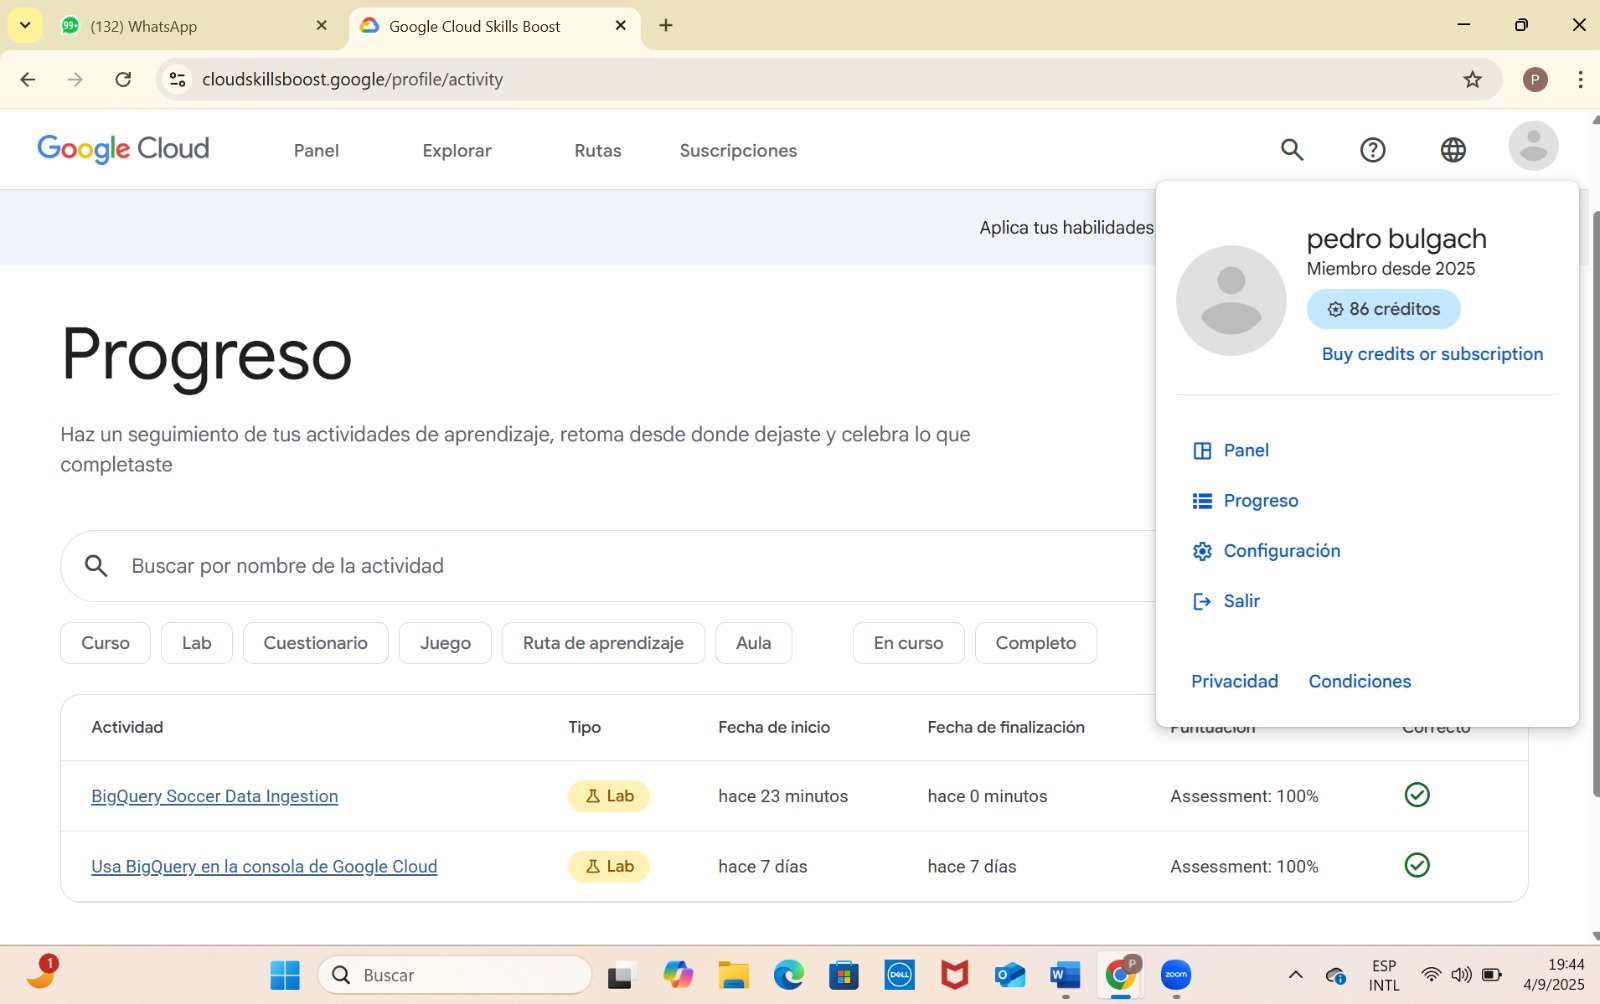 99+ (132) WhatsApp
Google Cloud Skills Boost
cloudskillsboost.google/profile/activity
P
Google Cloud
Panel
Explorar
Rutas
Suscripciones
Aplica tus habilidades
pedro bulgach
Miembro desde 2025
86 créditos
Buy credits or subscription
Panel
Progreso
Configuración
Salir
Privacidad
Condiciones
Progreso
Haz un seguimiento de tus actividades de aprendizaje, retoma desde donde dejaste y celebra lo que
completaste
Buscar por nombre de la actividad
Curso
Lab
Cuestionario
Juego
Ruta de aprendizaje
Aula
En curso
Completo
Actividad Tipo Fecha de inicio Fecha de finalización Puntuación Correcto
BigQuery Soccer Data Ingestion Lab hace 23 minutos hace 0 minutos Assessment: 100%
Usa BigQuery en la consola de Google Cloud Lab hace 7 días hace 7 días Assessment: 100%
1
Buscar
DELL
W
P
zoom
ESP
INTL
19:44
4/9/2025